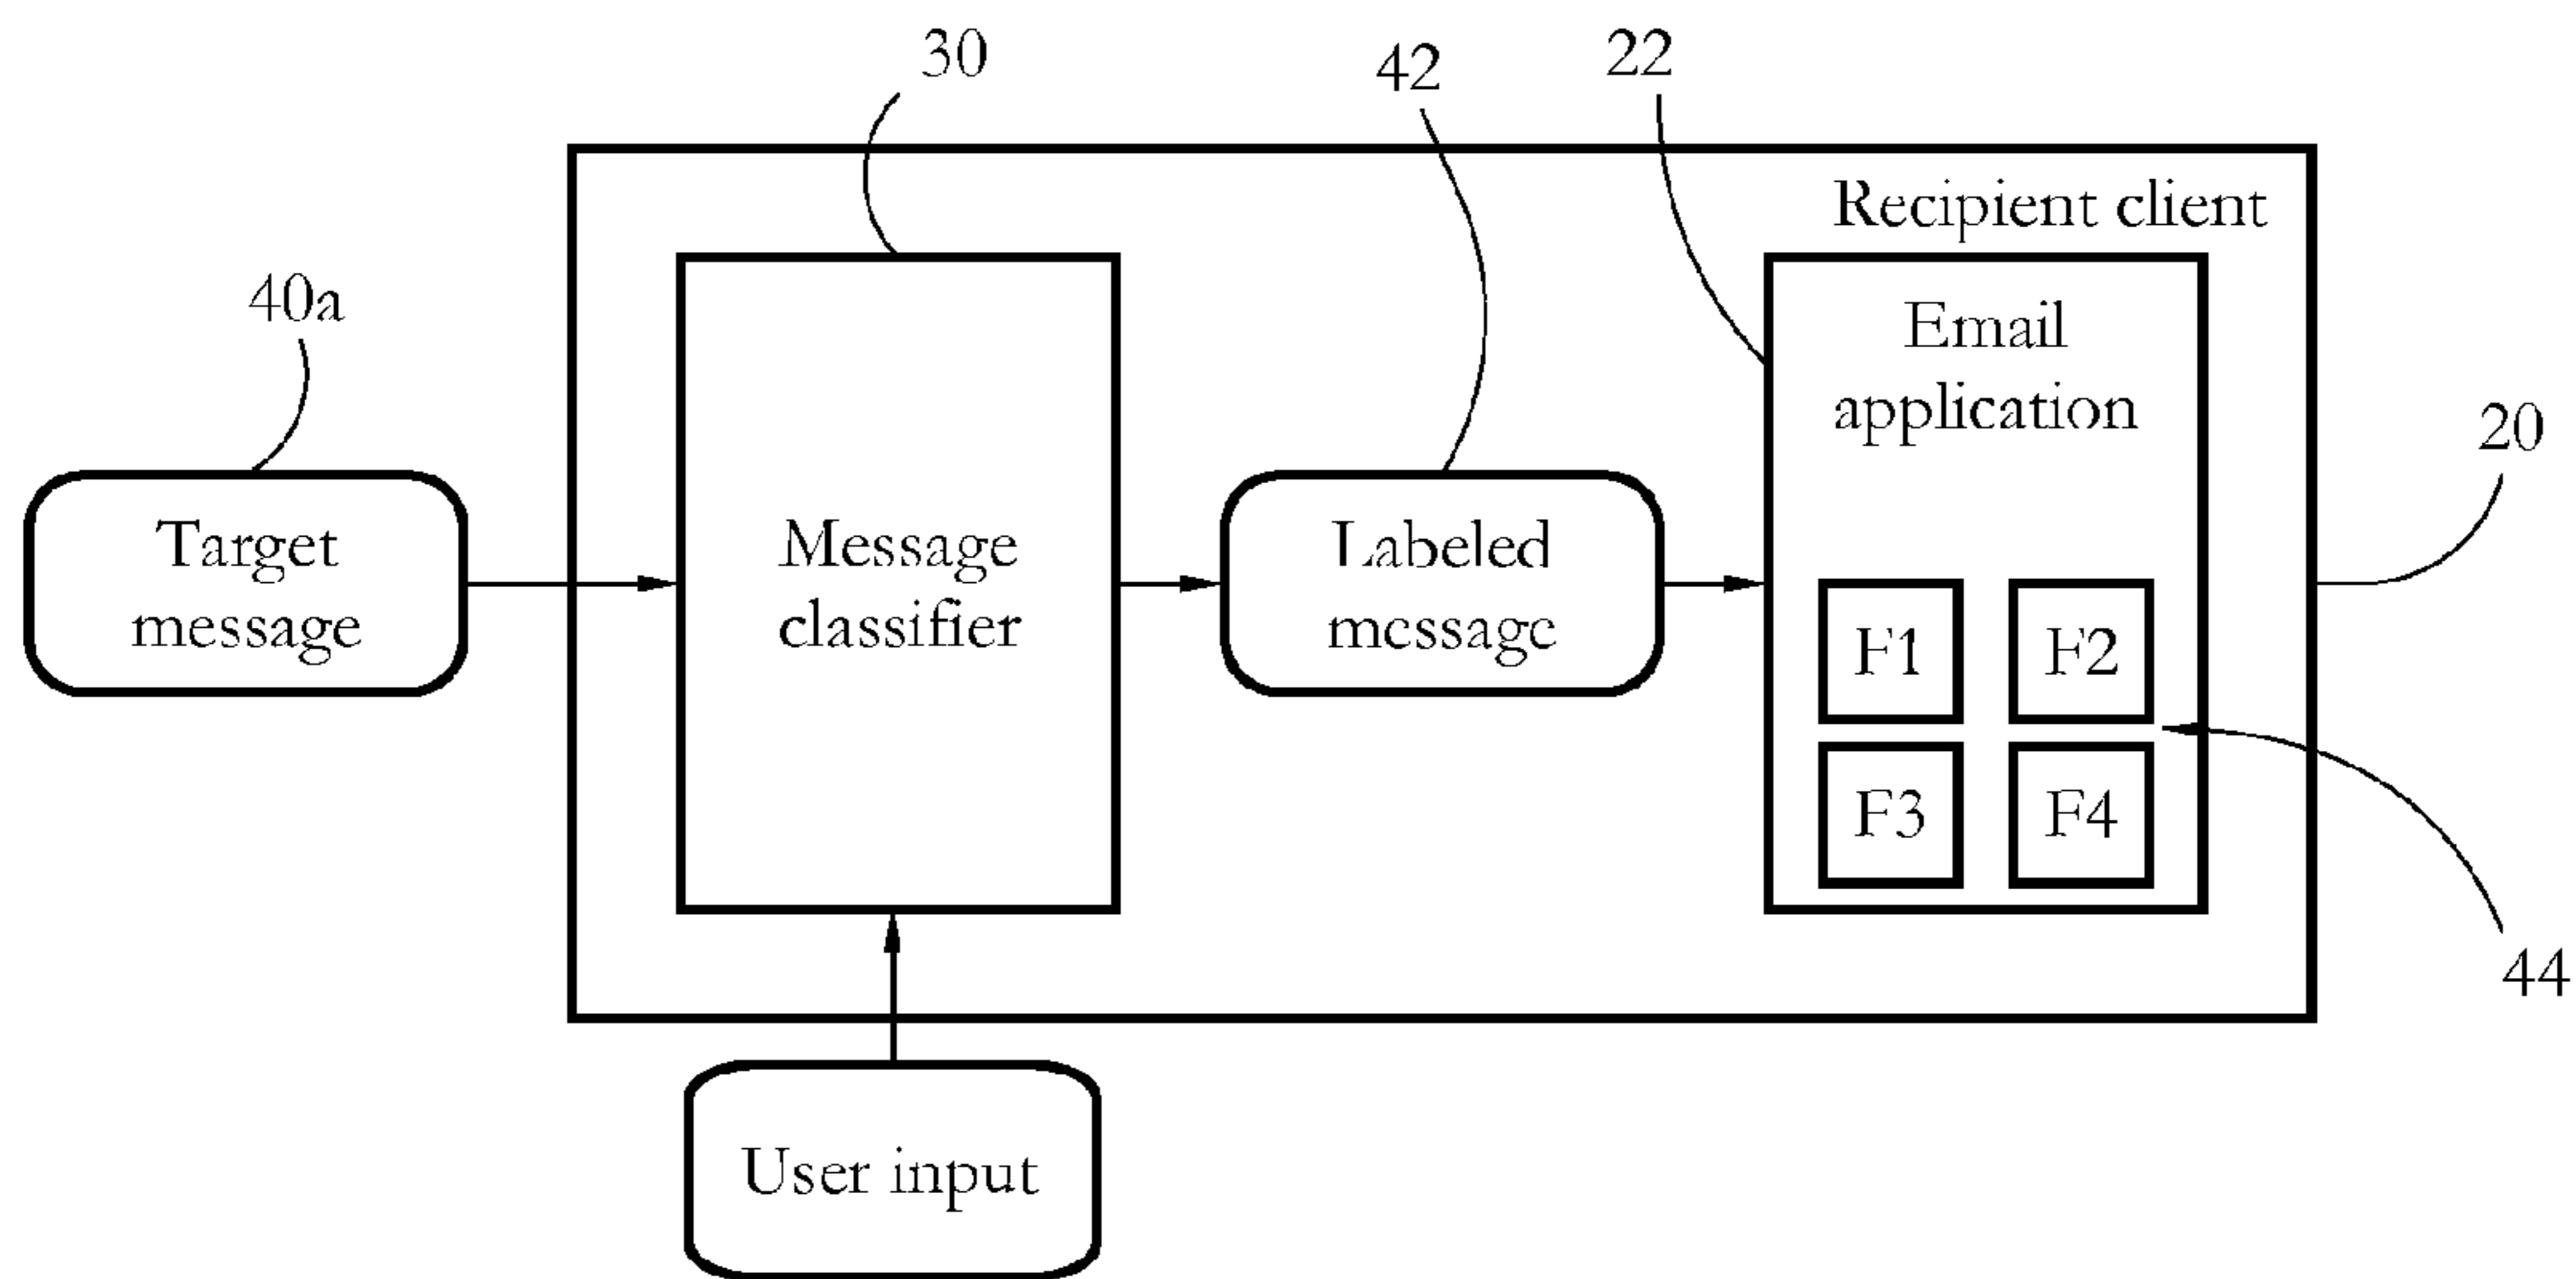 30
42
22
Recipient client
40a
Email
application
20
Target
message
Message
classifier
Labeled
message
F1
F2
F3
F4
44
User input